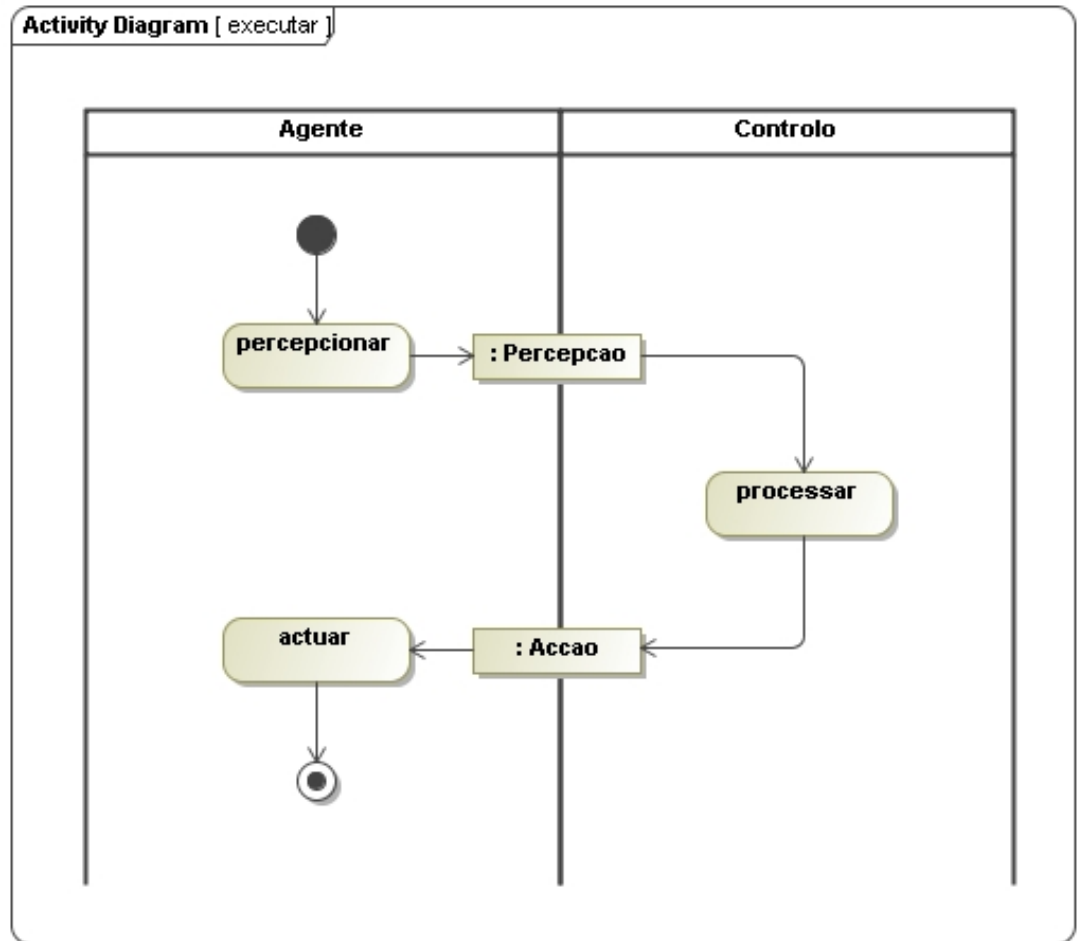 Activity Diagram [ executar ]
Agente
Controlo
percepcionar
: Percepcao
processar
actuar
: Accao